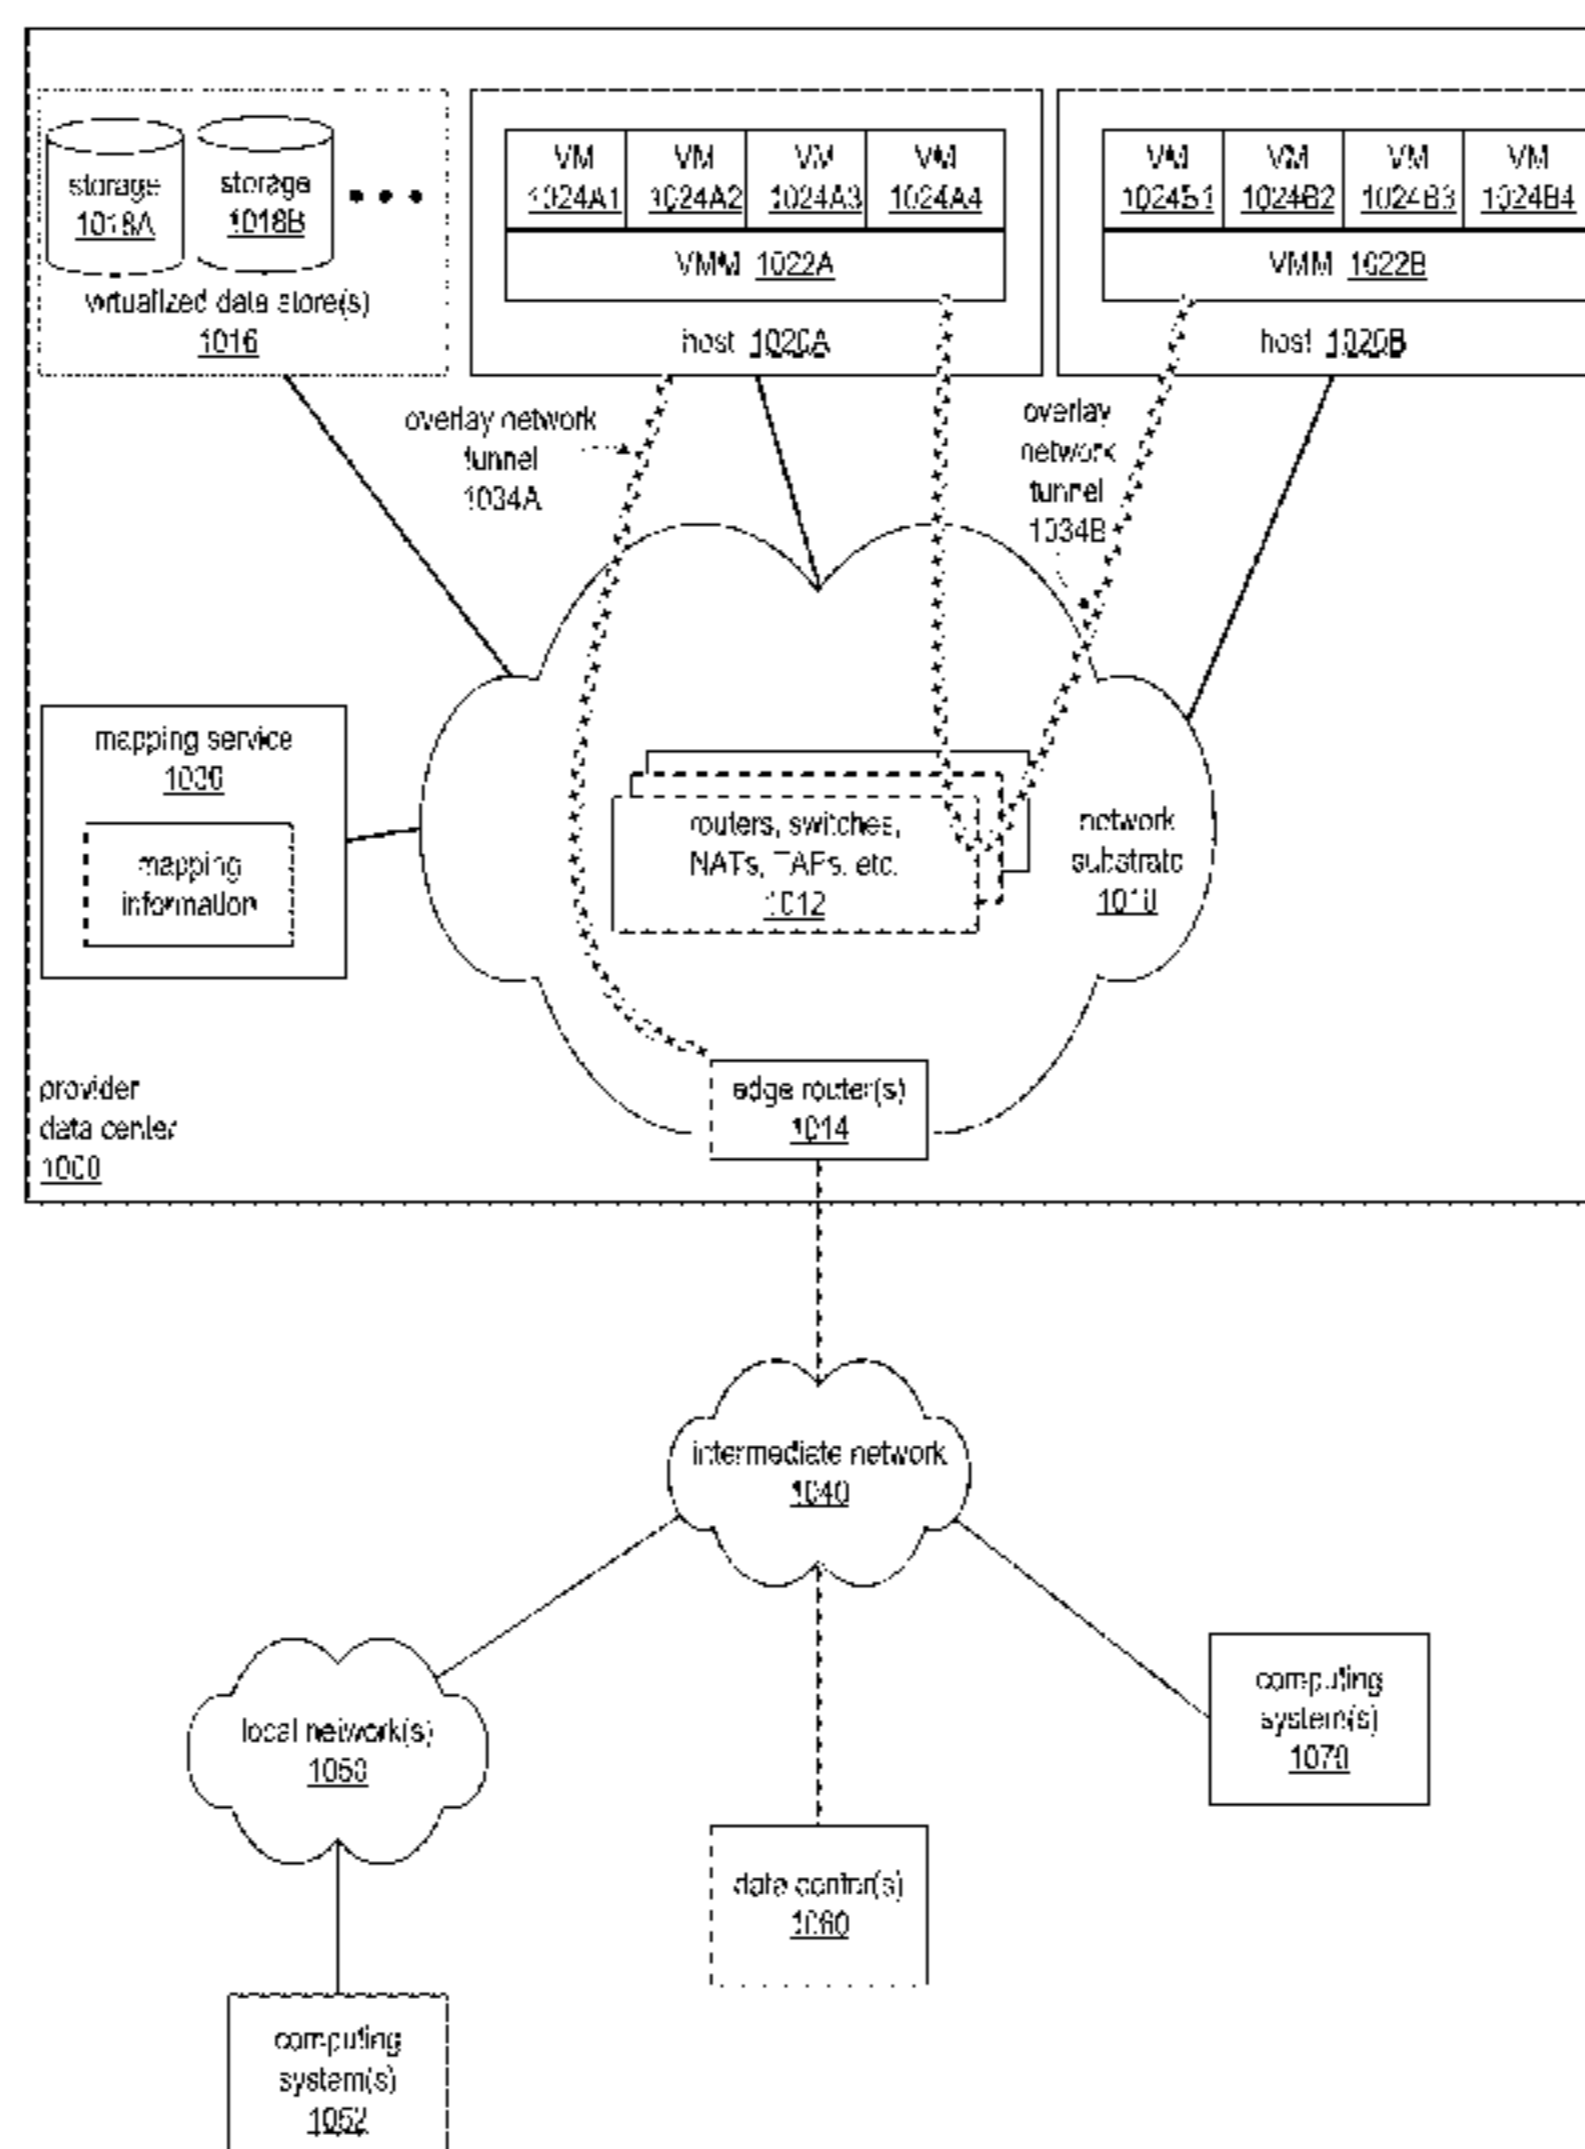 storage
1018A
storage
1018B
virtualized data store(s)
1016
VM
1024A1
VM
1024A2
VM
1024A3
VM
1024A4
VMM 1022A
host 1020A
VM
1024B1
VM
1024B2
VM
1024B3
VM
1024B4
VMM 1022B
host 1020B
overlay network
tunnel
1034A
overlay
network
tunnel
1034B
mapping service
1030
mapping
information
routers, switches,
NATs, TAPs, etc.
1012
network
substrate
1010
edge router(s)
1014
provider
data center
1000
intermediate network
1040
local network(s)
1050
computing
system(s)
1070
data center(s)
1060
computing
system(s)
1052